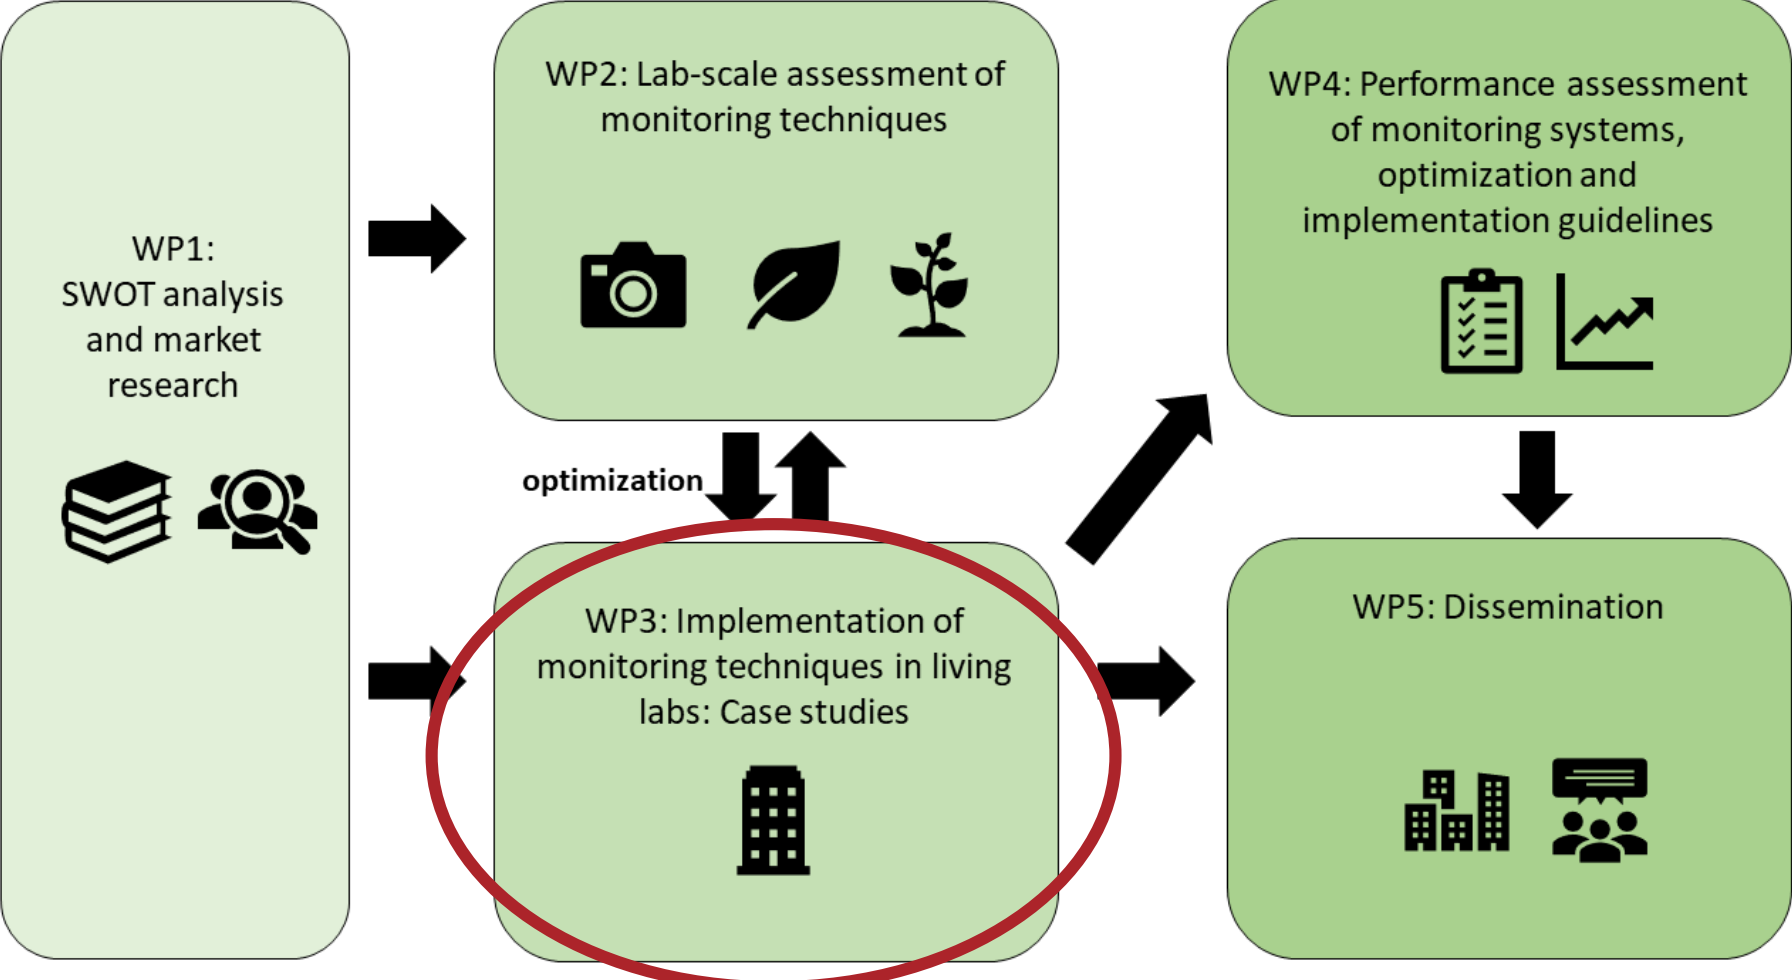 WP1:
SWOT analysis
and market
research
WP2: Lab-scale assessment of
monitoring techniques
optimization
WP3: Implementation of
monitoring techniques in living
labs: Case studies
WP4: Performance assessment
of monitoring systems,
optimization and
implementation guidelines
WP5: Dissemination